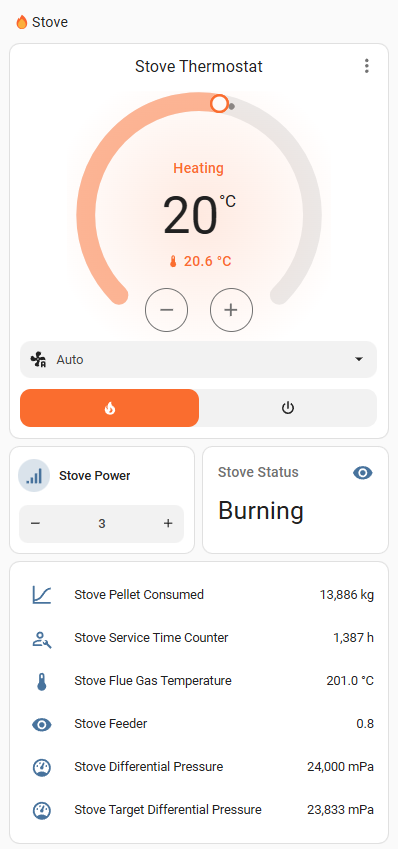 Stove
Stove Thermostat
Heating
20 °C
20.6 °C
Auto
Stove Power
− 3 +
Stove Status
Burning
Stove Pellet Consumed 13,886 kg
Stove Service Time Counter 1,387 h
Stove Flue Gas Temperature 201.0 °C
Stove Feeder 0.8
Stove Differential Pressure 24,000 mPa
Stove Target Differential Pressure 23,833 mPa